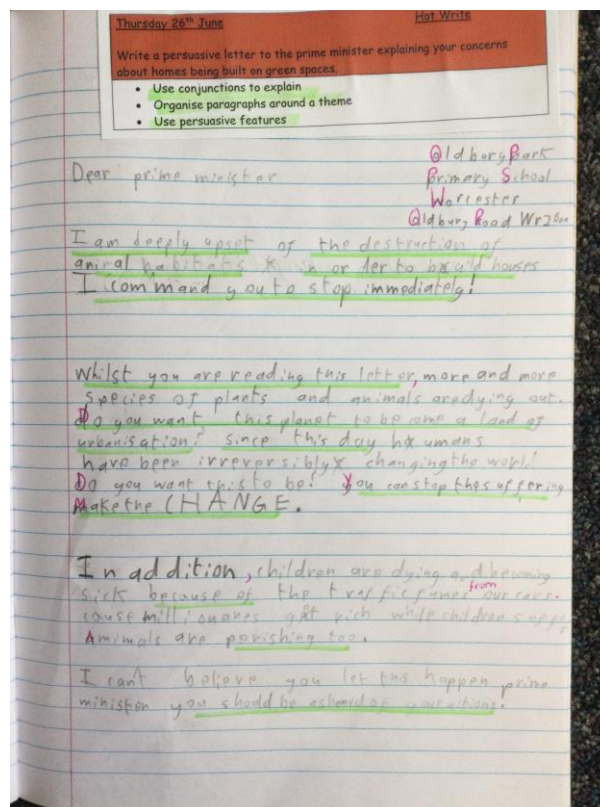 Thursday 26th June Hot Write
Write a persuasive letter to the prime minister explaining your concerns
about homes being built on green spaces.
• Use conjunctions to explain
• Organise paragraphs around a theme
• Use persuasive features
Oldbury Park
Primary School
Worcester
Oldbury Road
Dear prime minister
I am deeply upset of the destruction of
animal habitats in order to build houses
I command you to stop immediately!
Whilst you are reading this letter, more and more
species of plants and animals are dying out.
Do you want this planet to become a land of
urbanisation? Since this day humans
have been irreversibly changing the world!
Do you want this to be! You can stop the suffering
Make the CHANGE.
In addition, children are dying and becoming
sick because of the traffic fumes from our cars.
cause millionares get rich while children suffer
Amimals are perishing too.
I can't believe you let this happen prime
minister you should be ashamed of your actions.